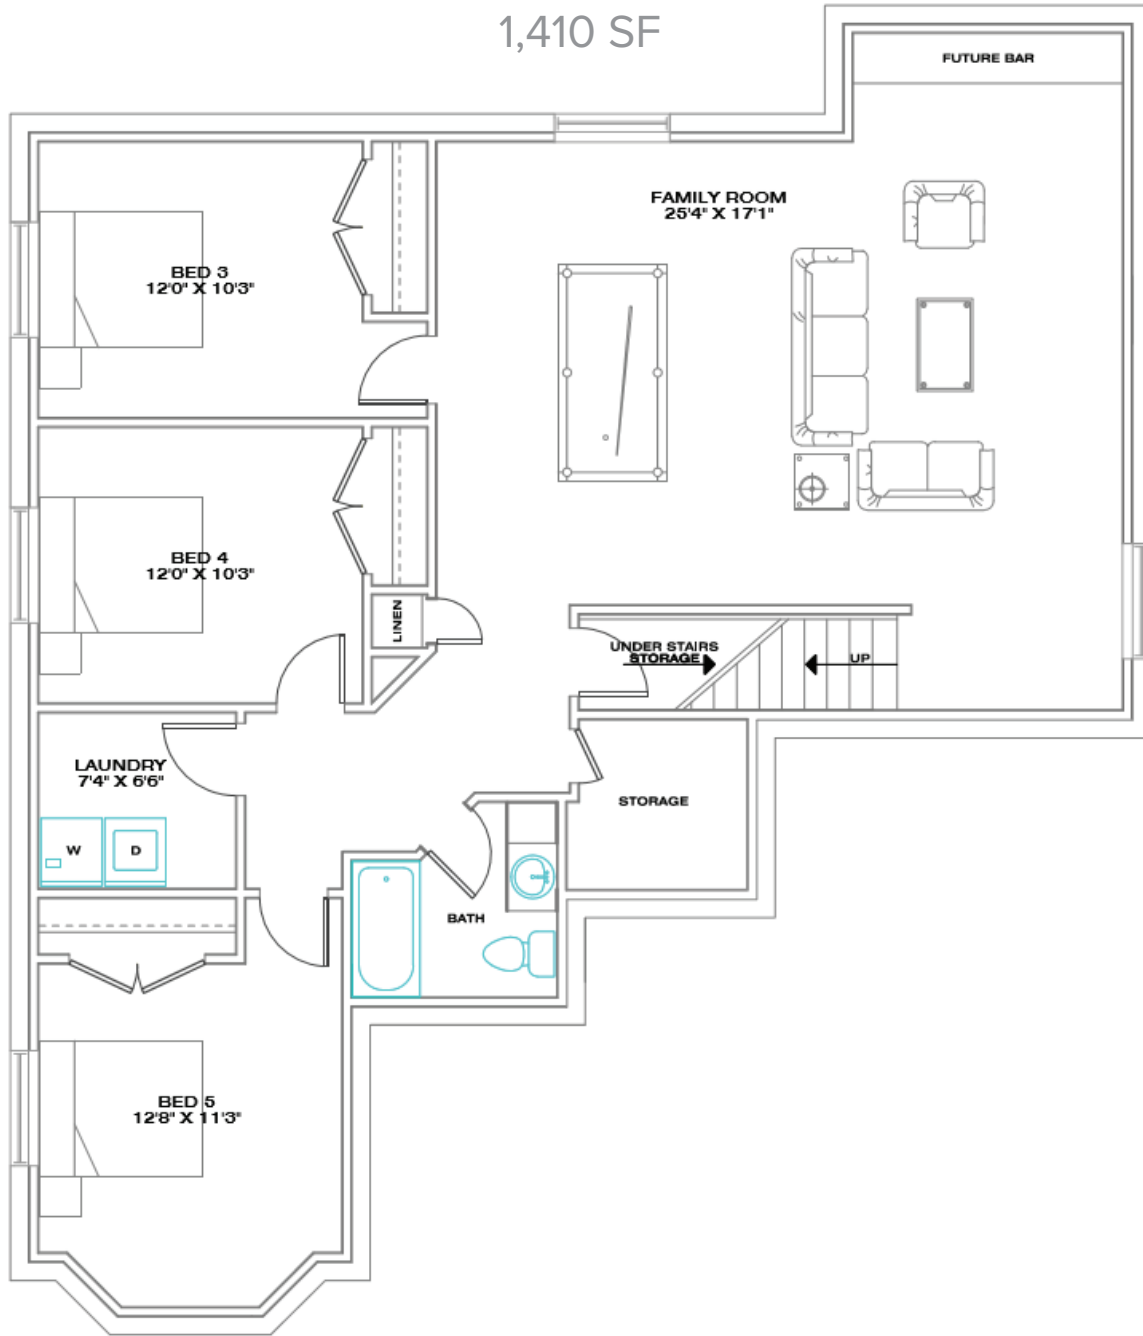 1,410 SF
FUTURE BAR
FAMILY ROOM
25'4" X 17'1"
BED 3
12'0" X 10'3"
BED 4
12'0" X 10'3"
LINEN
UNDER STAIRS
STORAGE
UP
LAUNDRY
7'4" X 6'6"
W
D
STORAGE
BATH
BED 5
12'8" X 11'3"